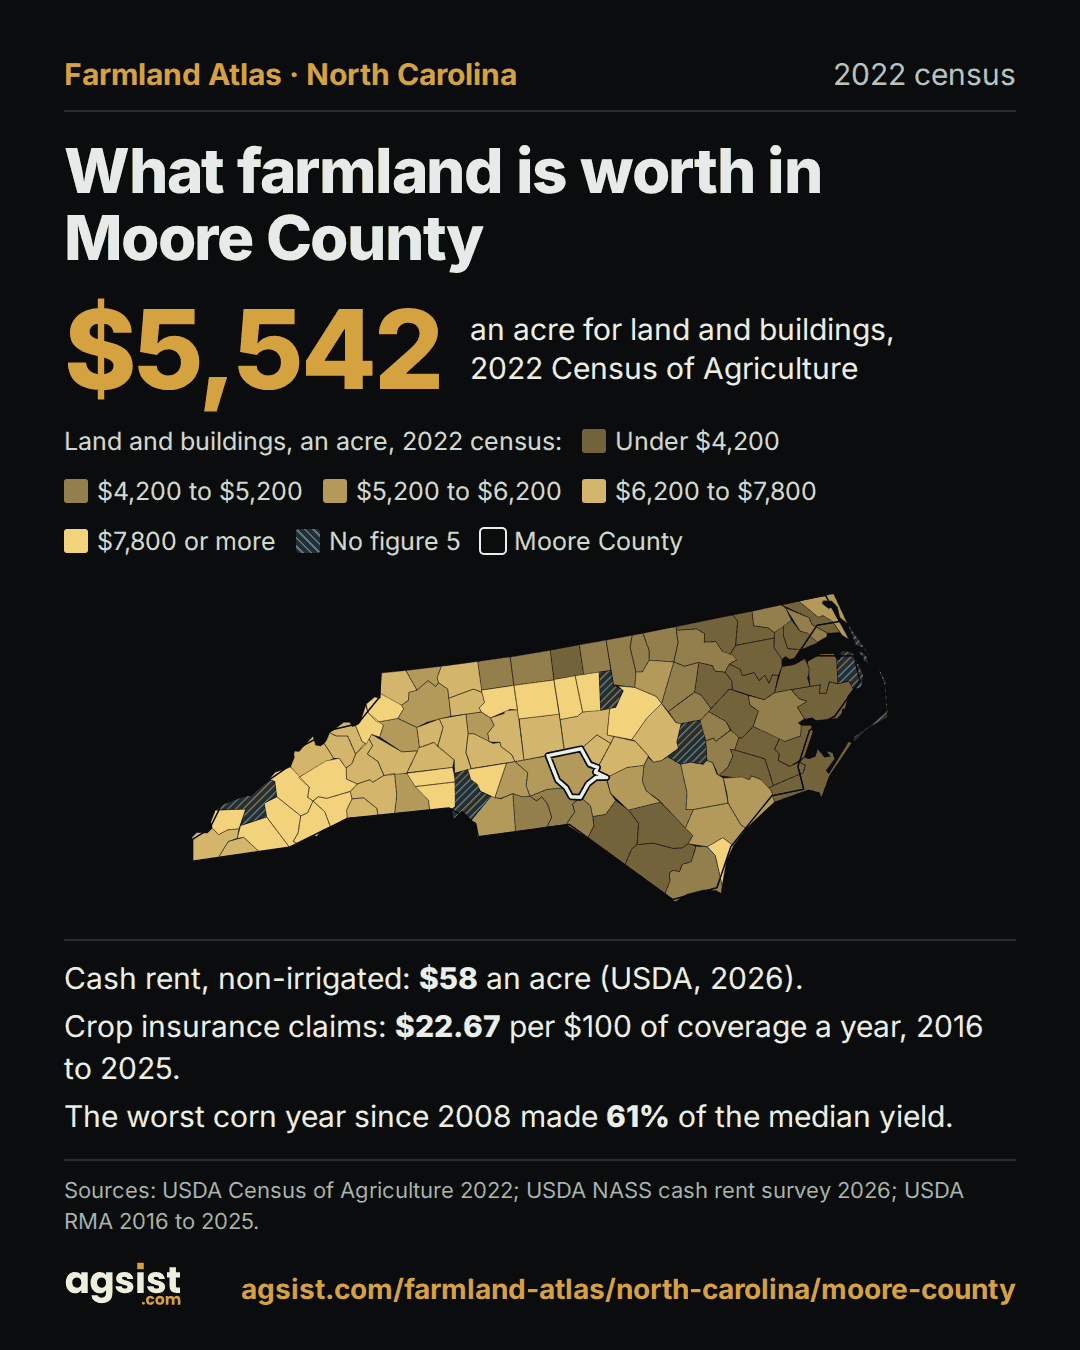 Farmland Atlas · North Carolina
2022 census
What farmland is worth in
Moore County
$5,542
an acre for land and buildings,
2022 Census of Agriculture
Land and buildings, an acre, 2022 census: Under $4,200
$4,200 to $5,200 $5,200 to $6,200 $6,200 to $7,800
$7,800 or more No figure 5 Moore County
Cash rent, non-irrigated: $58 an acre (USDA, 2026).
Crop insurance claims: $22.67 per $100 of coverage a year, 2016
to 2025.
The worst corn year since 2008 made 61% of the median yield.
Sources: USDA Census of Agriculture 2022; USDA NASS cash rent survey 2026; USDA
RMA 2016 to 2025.
agsist
.com
agsist.com/farmland-atlas/north-carolina/moore-county